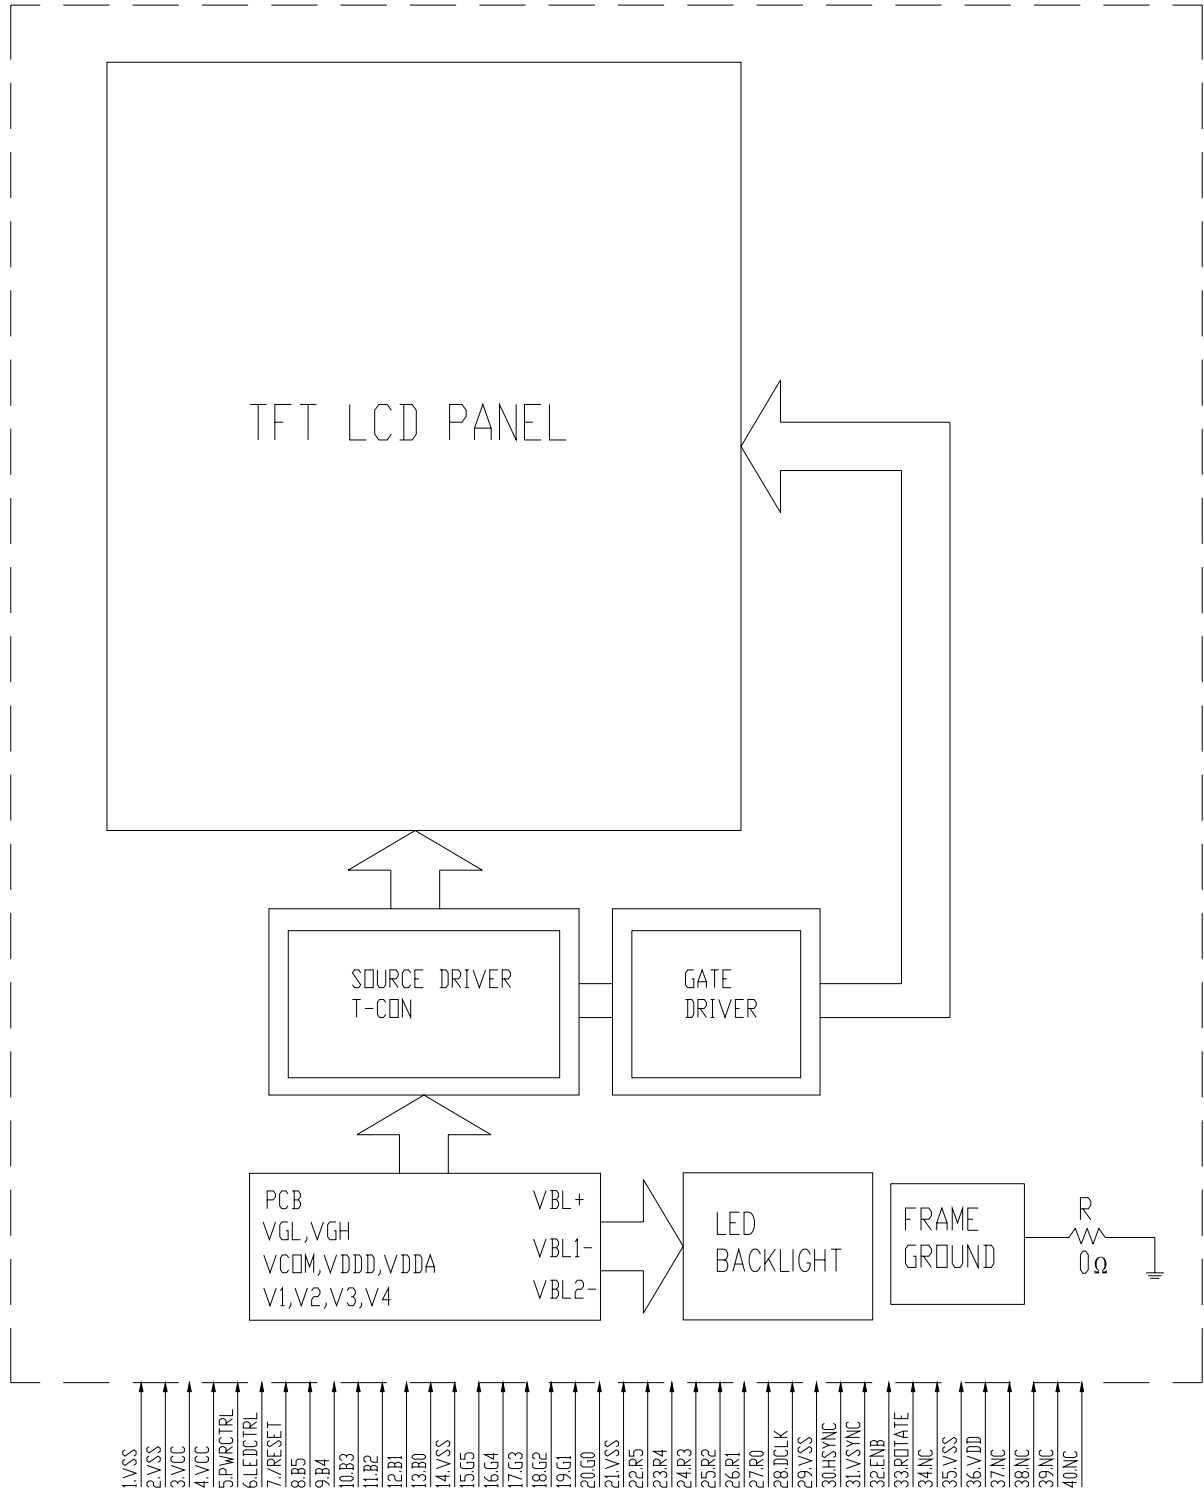 TFT LCD PANEL
SOURCE DRIVER
T-CON
GATE
DRIVER
PCB
VGL,VGH
VCOM,VDDD,VDDA
V1,V2,V3,V4
VBL+
VBL1-
VBL2-
LED
BACKLIGHT
FRAME
GROUND
R
0Ω
1.VSS
2.VSS
3.VCC
4.VCC
5.PWRCTRL
6.LEDCTRL
7./RESET
8.B5
9.B4
10.B3
11.B2
12.B1
13.B0
14.VSS
15.G5
16.G4
17.G3
18.G2
19.G1
20.G0
21.VSS
22.R5
23.R4
24.R3
25.R2
26.R1
27.R0
28.DCLK
29.VSS
30.HSYNC
31.VSYNC
32.ENB
33.ROTATE
34.NC
35.VSS
36.VDD
37.NC
38.NC
39.NC
40.NC